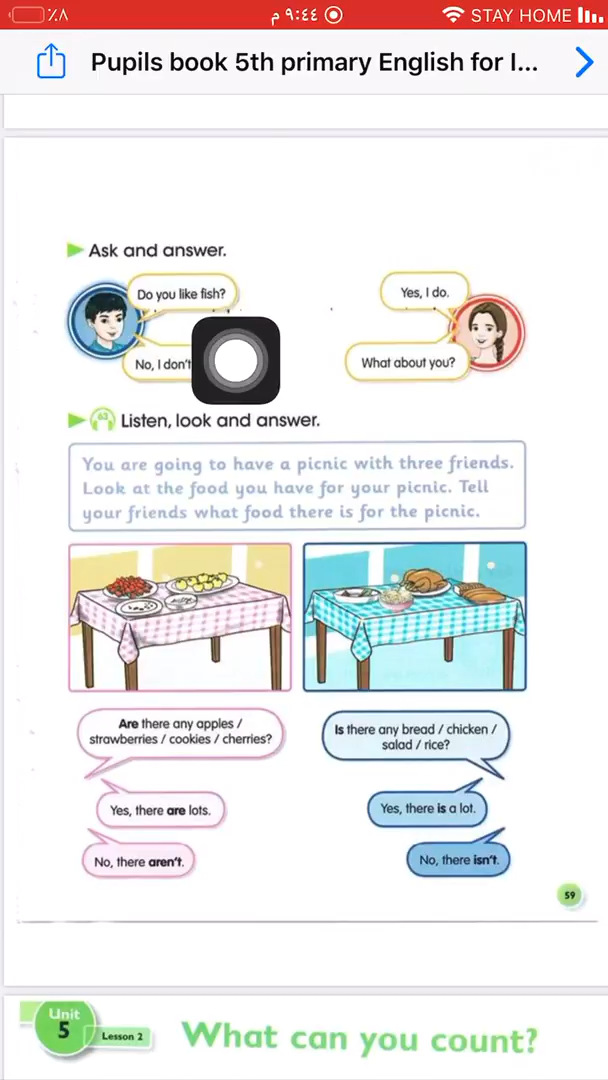 ٪٨
٩:٤٤ م
STAY HOME
Pupils book 5th primary English for I...
Ask and answer.
Do you like fish?
Yes, I do.
No, I don't
What about you?
63
Listen, look and answer.
You are going to have a picnic with three friends.
Look at the food you have for your picnic. Tell
your friends what food there is for the picnic.
Are there any apples /
strawberries / cookies / cherries?
Is there any bread / chicken /
salad / rice?
Yes, there are lots.
Yes, there is a lot.
No, there aren't.
No, there isn't.
59
Unit
5
Lesson 2
What can you count?